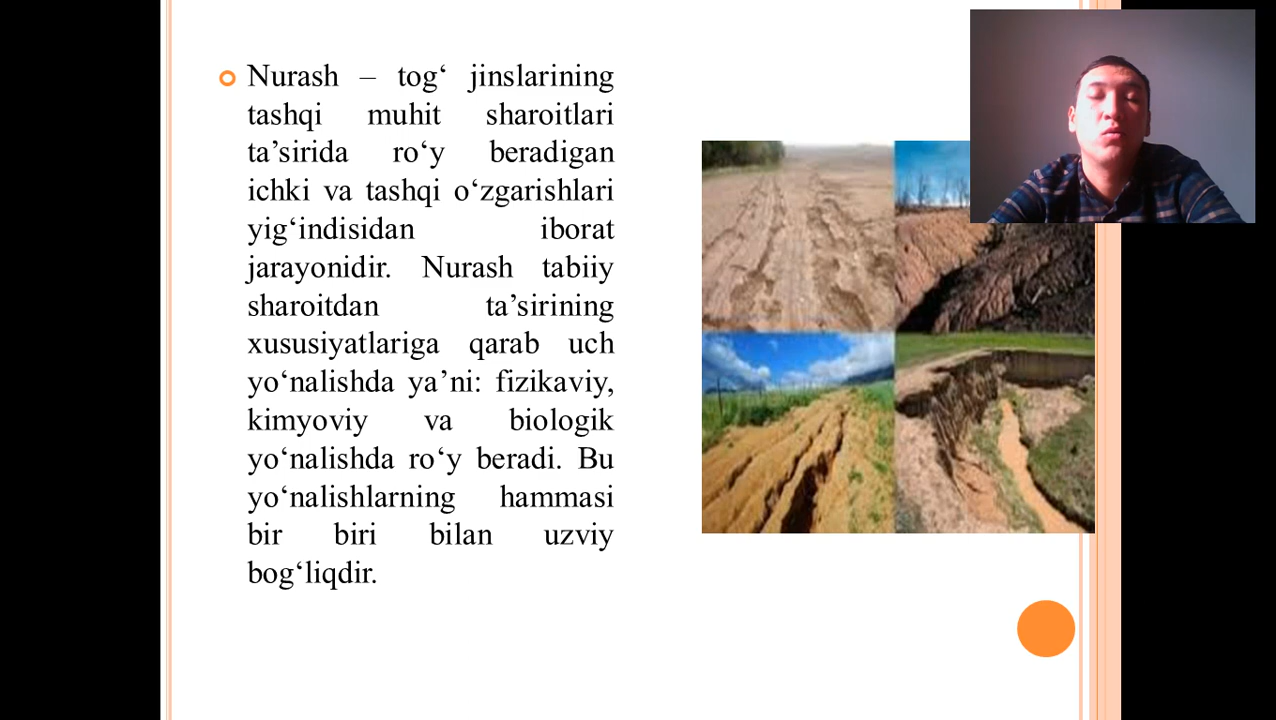 Nurash – tog‘ jinslarining
tashqi muhit sharoitlari
ta’sirida ro‘y beradigan
ichki va tashqi o‘zgarishlari
yig‘indisidan iborat
jarayonidir. Nurash tabiiy
sharoitdan ta’sirining
xususiyatlariga qarab uch
yo‘nalishda ya’ni: fizikaviy,
kimyoviy va biologik
yo‘nalishda ro‘y beradi. Bu
yo‘nalishlarning hammasi
bir biri bilan uzviy
bog‘liqdir.